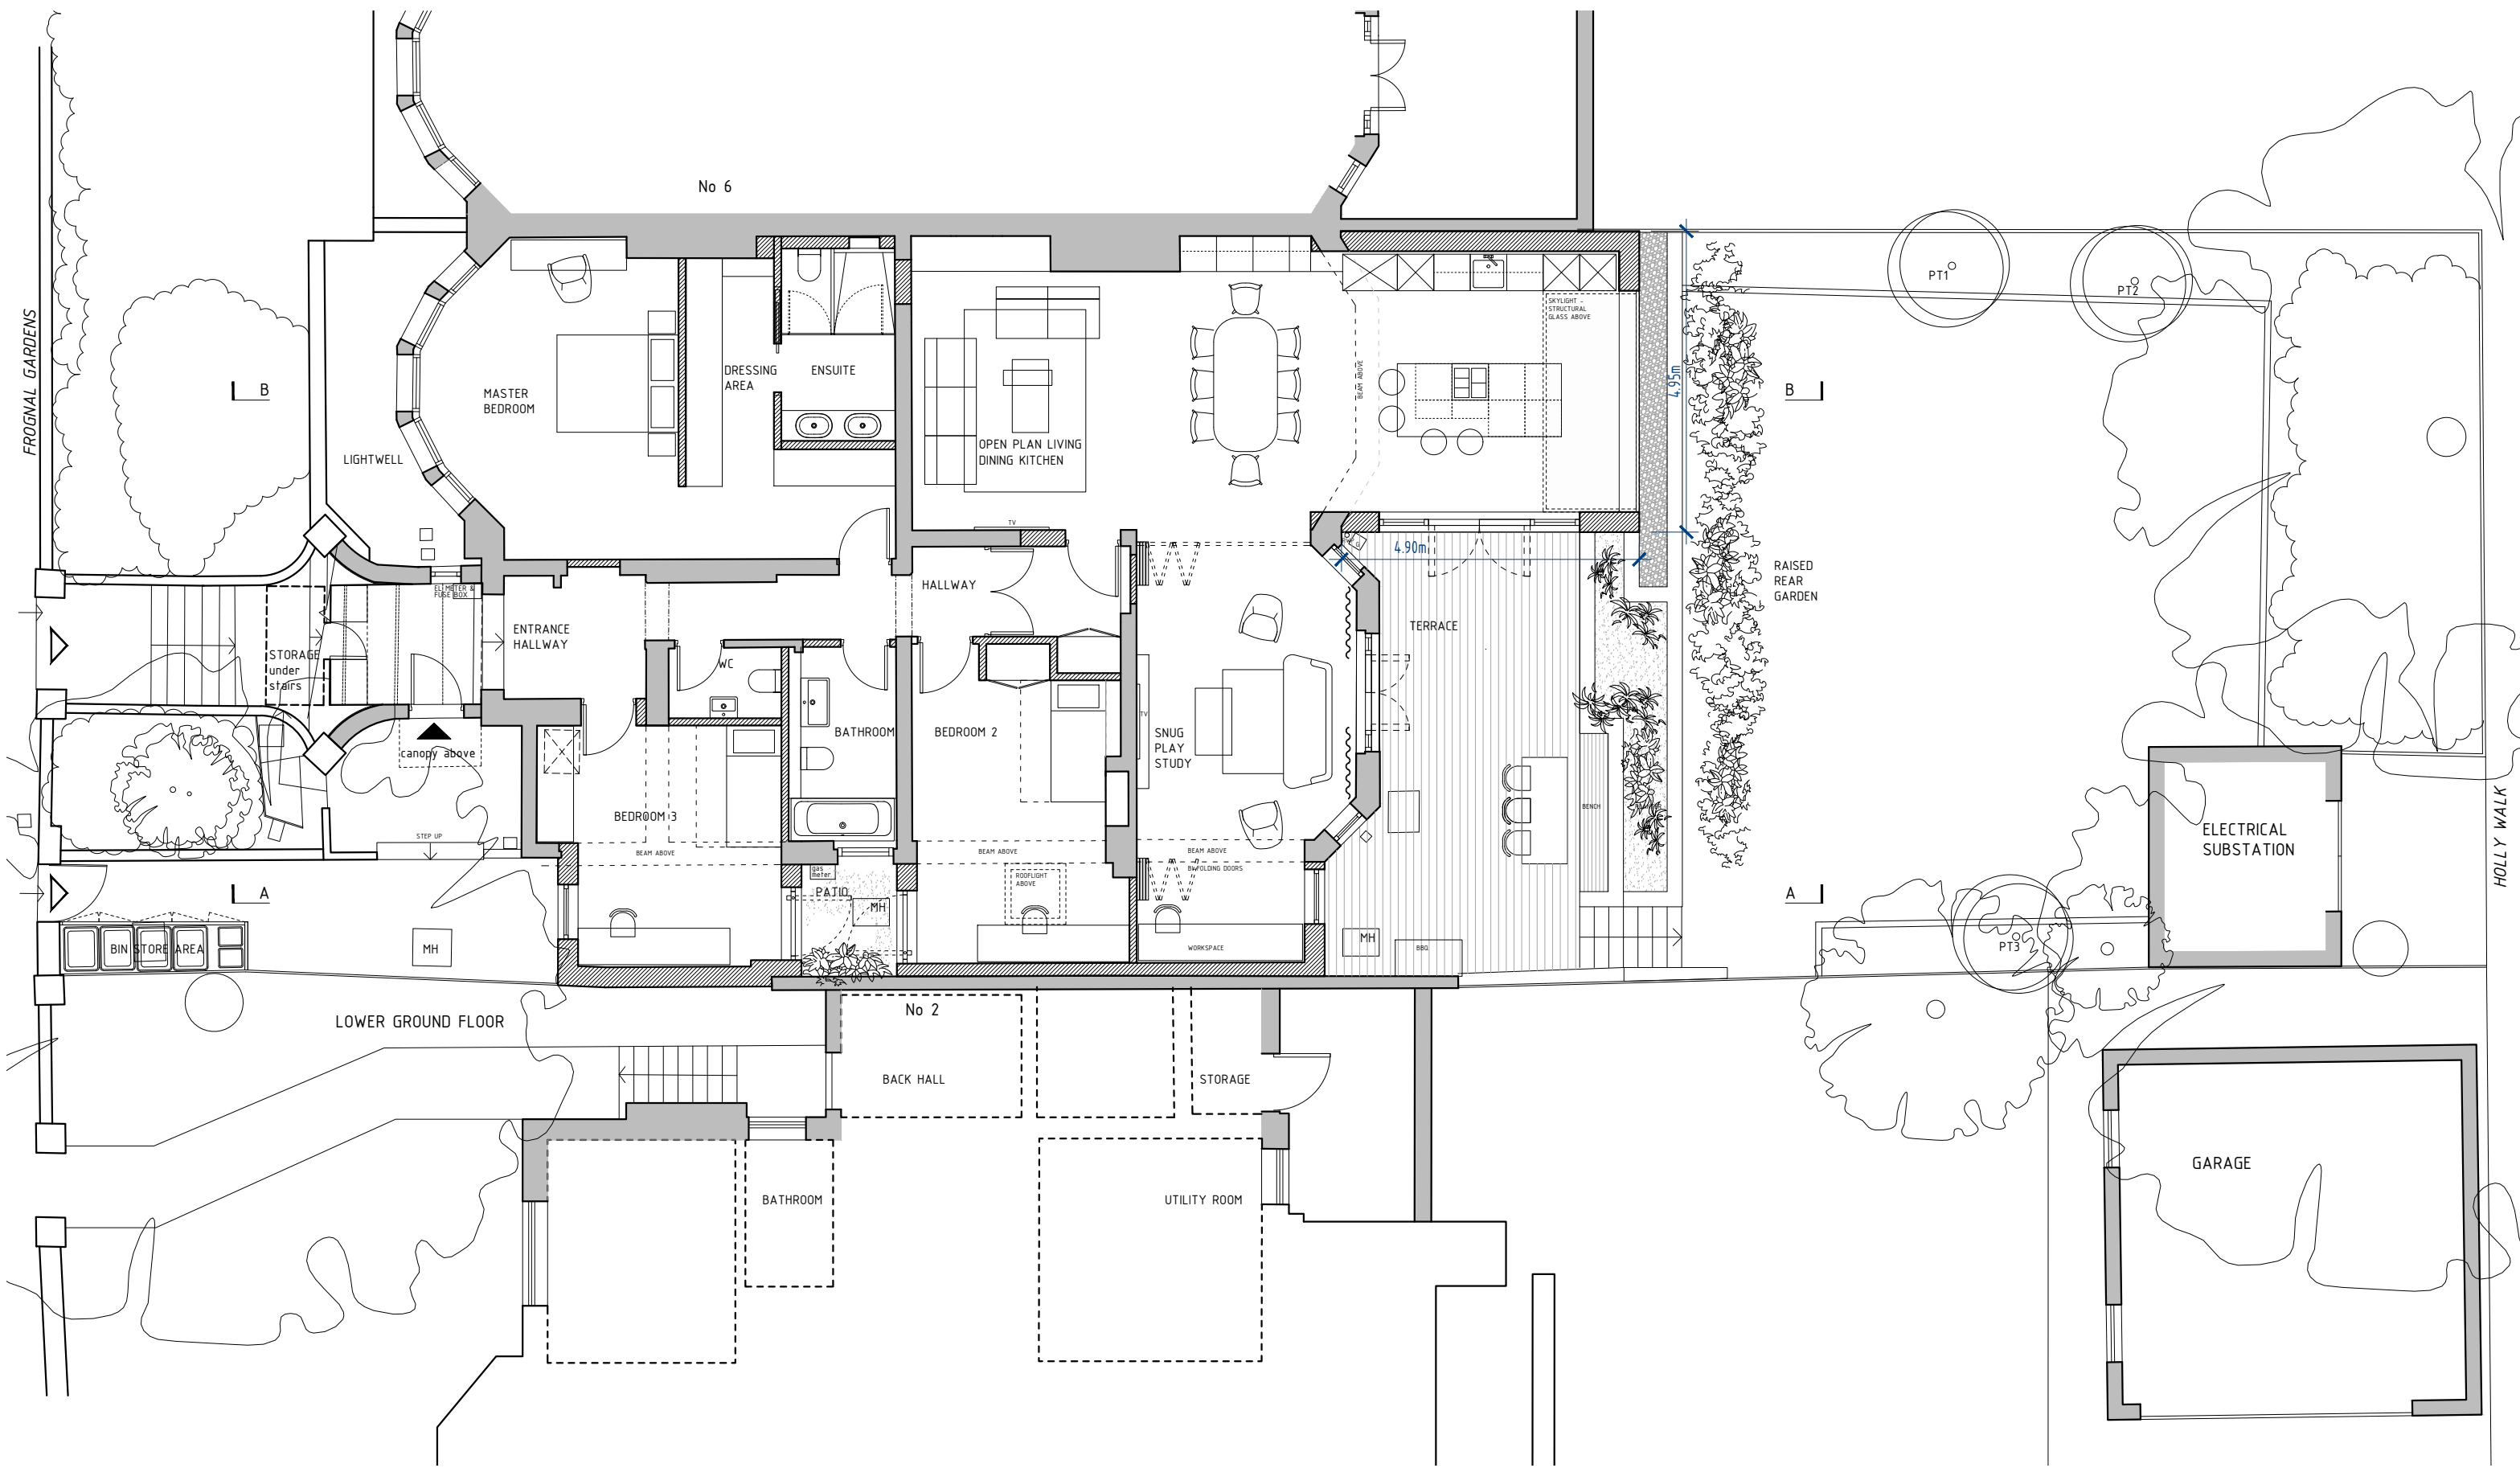 No 6
FROGNAL GARDENS
B
LIGHTWELL
MASTER
BEDROOM
DRESSING
AREA
ENSUITE
OPEN PLAN LIVING
DINING KITCHEN
TV
BEAM ABOVE
SKYLIGHT -
STRUCTURAL
GLASS ABOVE
4.95m
4.90m
B
PT1
PT2
RAISED
REAR
GARDEN
EL METER &
FUSE BOX
ENTRANCE
HALLWAY
HALLWAY
STORAGE
under
stairs
WC
BATHROOM
BEDROOM 2
TV
SNUG
PLAY
STUDY
TERRACE
canopy above
BEDROOM 3
STEP UP
BEAM ABOVE
BEAM ABOVE
BEAM ABOVE
BI-FOLDING DOORS
BENCH
gas
meter
PATIO
MH
ROOFLIGHT
ABOVE
WORKSPACE
MH
BBQ
A
A
BIN STORE AREA
MH
PT3
ELECTRICAL
SUBSTATION
HOLLY WALK
LOWER GROUND FLOOR
No 2
BACK HALL
STORAGE
BATHROOM
UTILITY ROOM
GARAGE